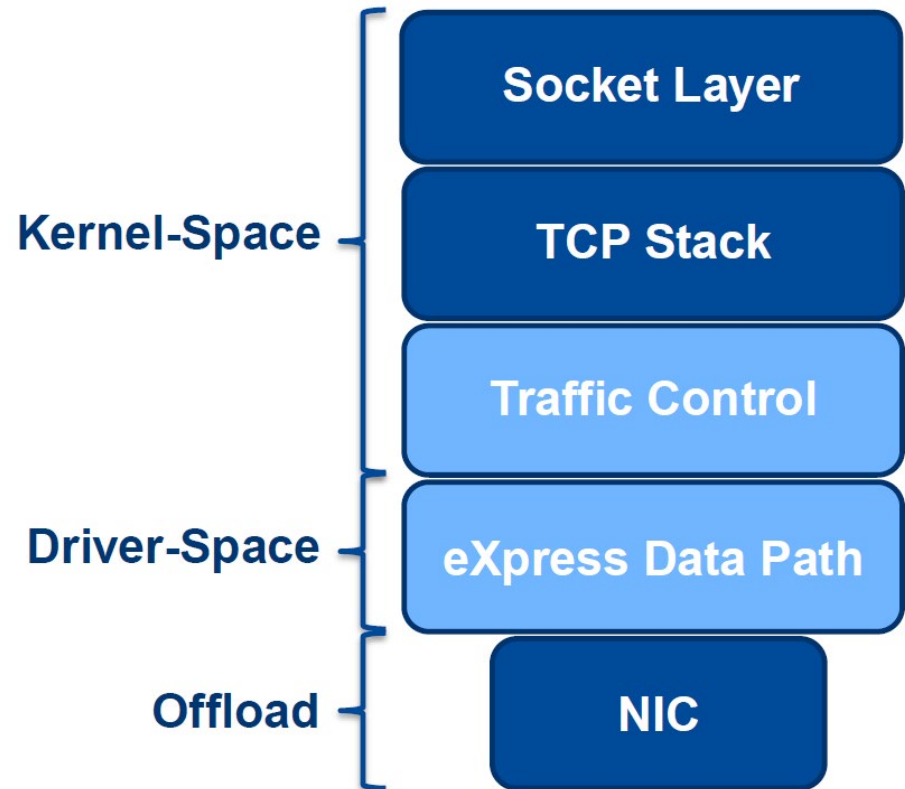 Socket Layer
Kernel-Space
TCP Stack
Traffic Control
Driver-Space
eXpress Data Path
Offload
NIC